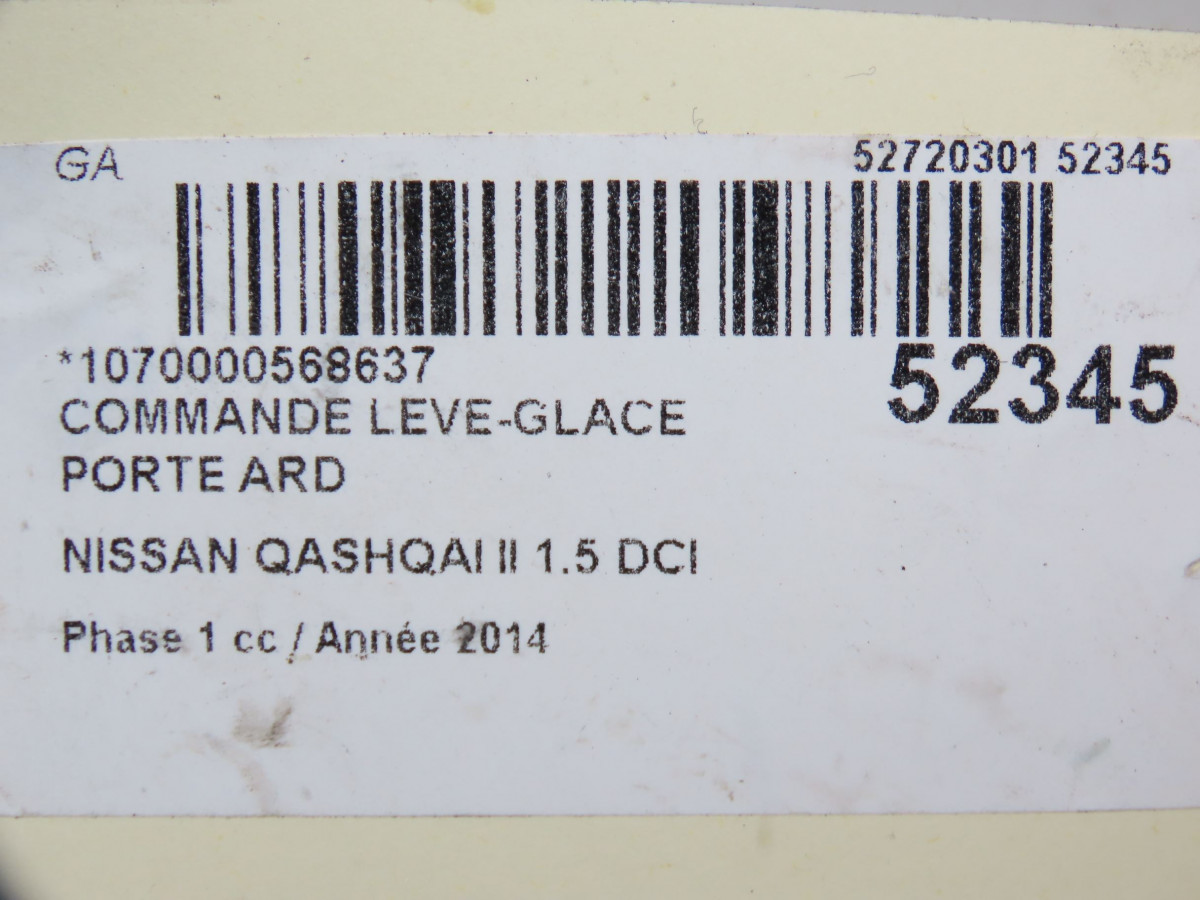 GA 52720301 52345
*1070000568637
52345
COMMANDE LEVE-GLACE
PORTE ARD
NISSAN QASHQAI II 1.5 DCI
Phase 1 cc / Année 2014